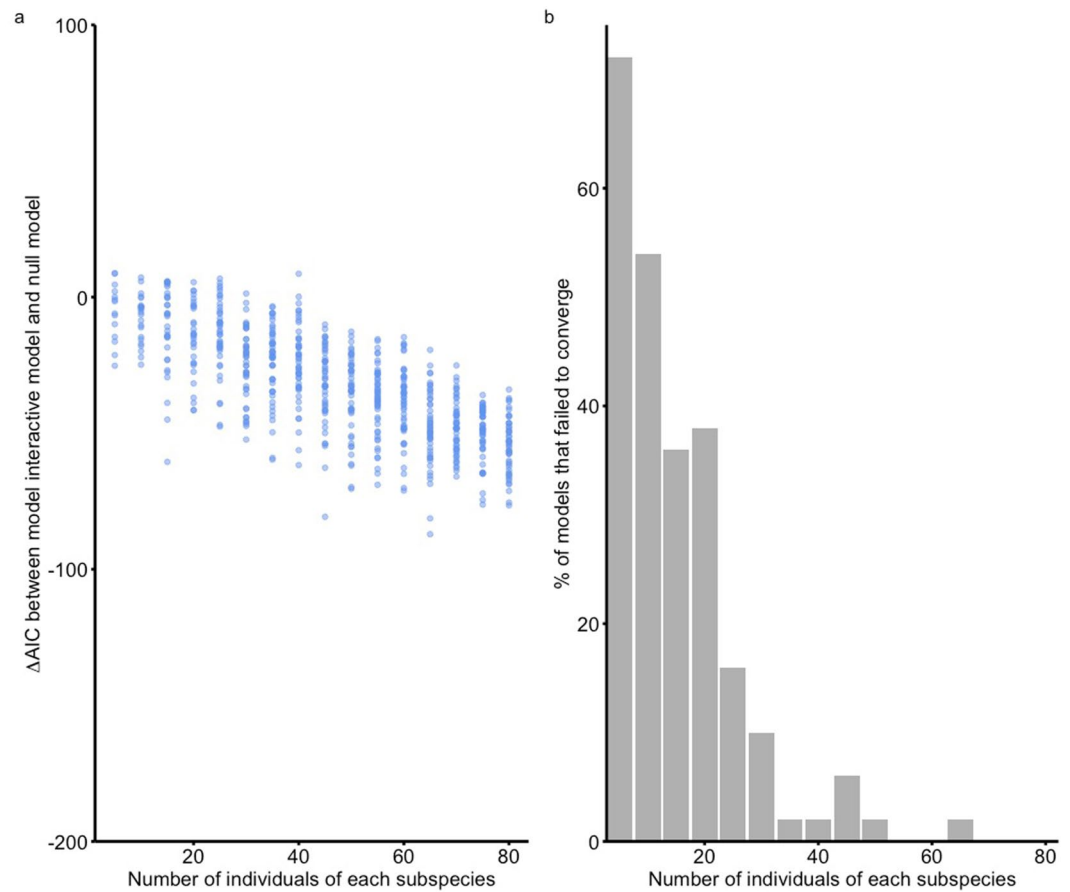 a
100
0
-100
-200
ΔAIC between model interactive model and null model
20 40 60 80
Number of individuals of each subspecies
b
60
40
20
0
% of models that failed to converge
20 40 60 80
Number of individuals of each subspecies